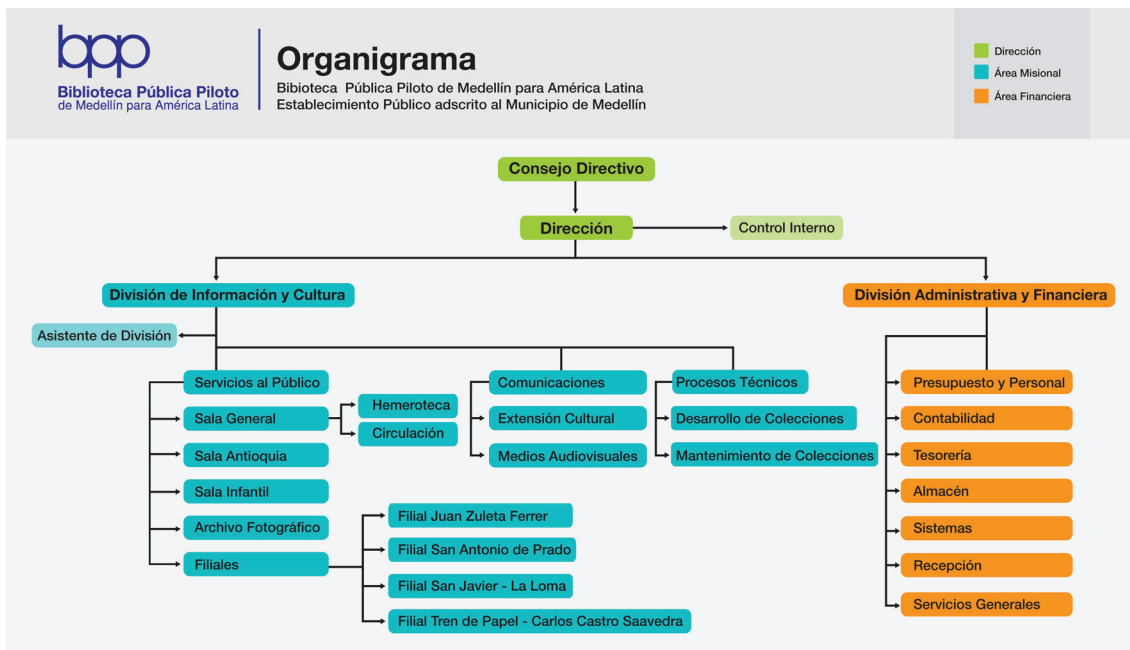 bpp
Biblioteca Pública Piloto
de Medellín para América Latina
Organigrama
Bibioteca Pública Piloto de Medellín para América Latina
Establecimiento Público adscrito al Municipio de Medellín
Dirección
Área Misional
Área Financiera
Consejo Directivo
Dirección
Control Interno
División de Información y Cultura
División Administrativa y Financiera
Asistente de División
Servicios al Público
Sala General
Hemeroteca
Circulación
Sala Antioquia
Sala Infantil
Archivo Fotográfico
Filiales
Filial Juan Zuleta Ferrer
Filial San Antonio de Prado
Filial San Javier - La Loma
Filial Tren de Papel - Carlos Castro Saavedra
Comunicaciones
Extensión Cultural
Medios Audiovisuales
Procesos Técnicos
Desarrollo de Colecciones
Mantenimiento de Colecciones
Presupuesto y Personal
Contabilidad
Tesorería
Almacén
Sistemas
Recepción
Servicios Generales